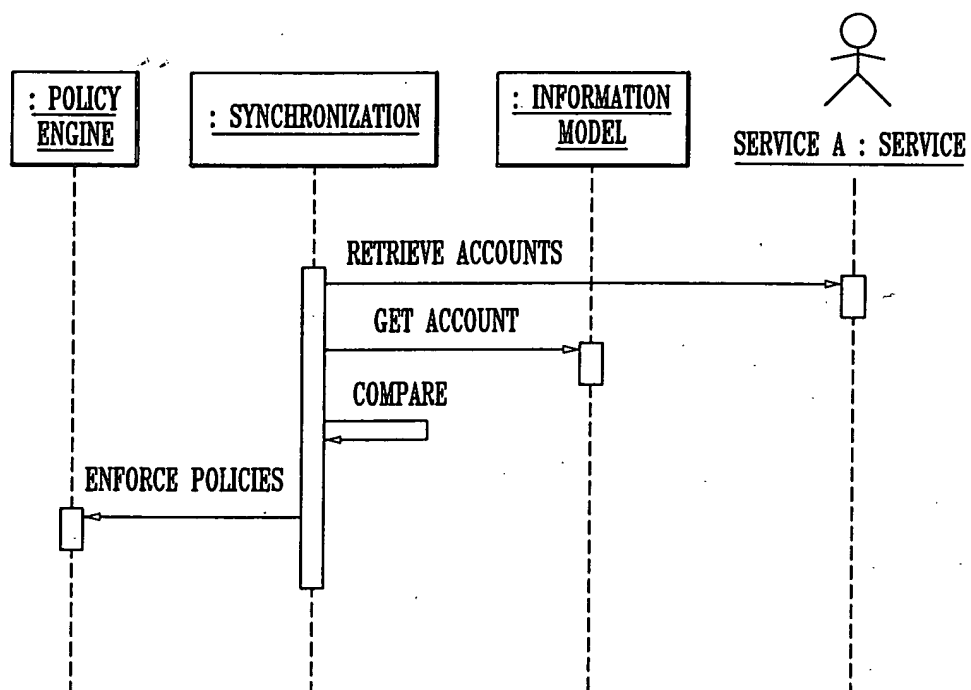 : POLICY
ENGINE
: SYNCHRONIZATION
: INFORMATION
MODEL
SERVICE A : SERVICE
RETRIEVE ACCOUNTS
GET ACCOUNT
COMPARE
ENFORCE POLICIES